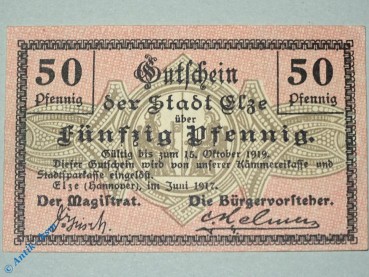 50 Gutschein 50
Pfennig der Stadt Elze Pfennig
über
Fünfzig Pfennig.
Gültig bis zum 15. Oktober 1919.
Dieser Gutschein wird von unserer Kämmereikasse und
Stadtsparkasse eingelöst.
Elze (Hannover), im Juni 1917.
Der Magistrat. Die Bürgervorsteher.